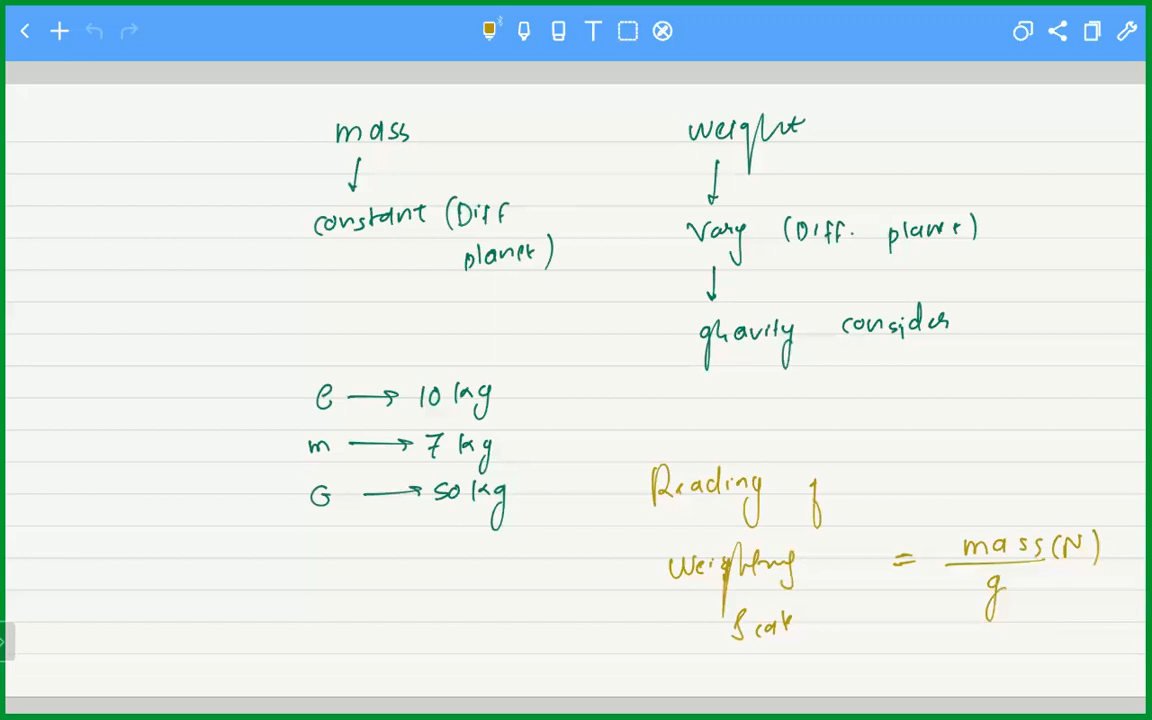 mass
constant (Diff
planet)
e → 10 kg
m → 7 kg
G → 50 kg
weight
Vary (Diff. planet)
gravity consider
Reading of
Weighing
Scale
= mass (N)
g
T